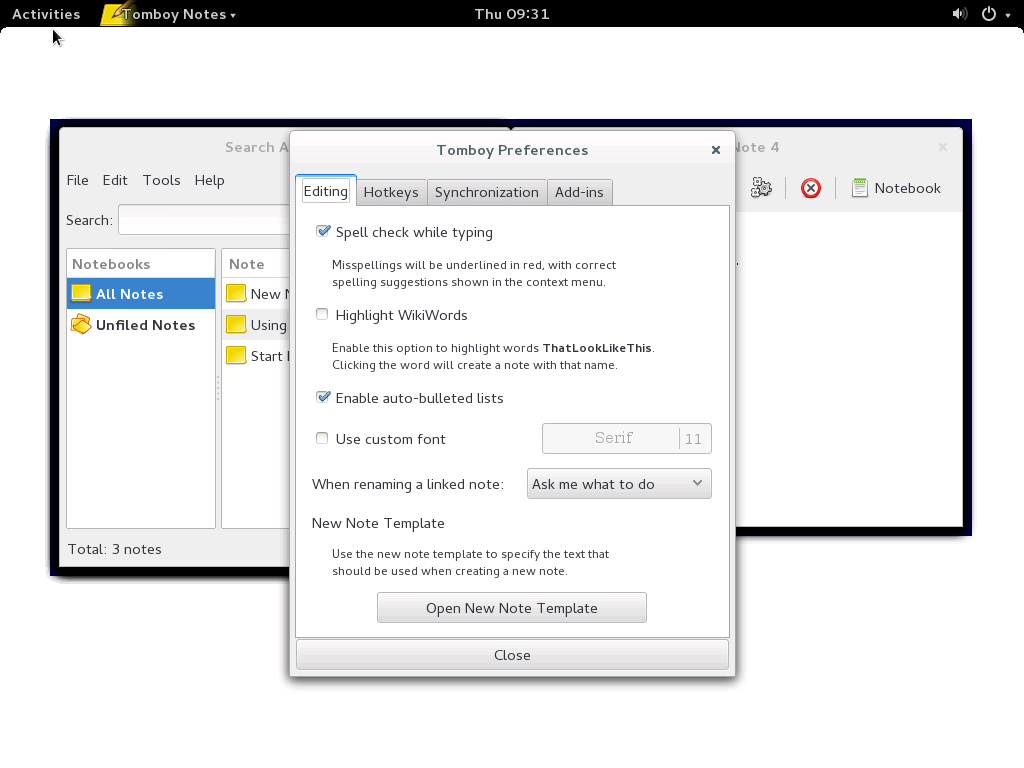 Activities Tomboy Notes Thu 09:31
Search
Note 4
File Edit Tools Help
Search:
Notebooks
All Notes
Unfiled Notes
Note
New
Using
Start
Total: 3 notes
Notebook
Tomboy Preferences
Editing Hotkeys Synchronization Add-ins
Spell check while typing
Misspellings will be underlined in red, with correct
spelling suggestions shown in the context menu.
Highlight WikiWords
Enable this option to highlight words ThatLookLikeThis.
Clicking the word will create a note with that name.
Enable auto-bulleted lists
Use custom font Serif 11
When renaming a linked note: Ask me what to do
New Note Template
Use the new note template to specify the text that
should be used when creating a new note.
Open New Note Template
Close